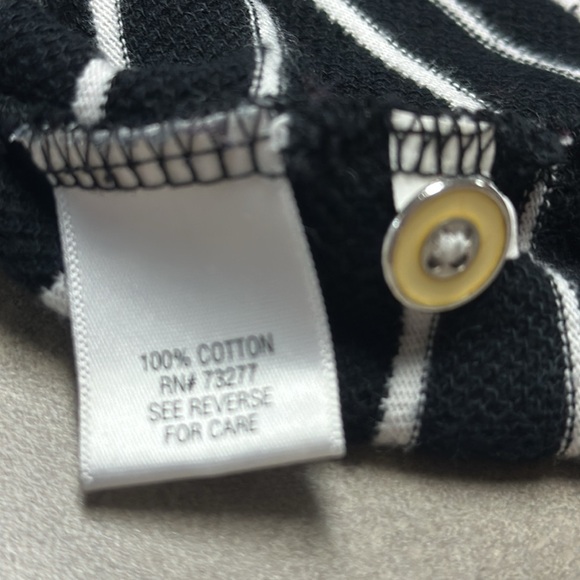 100% COTTON
RN# 73277
SEE REVERSE
FOR CARE